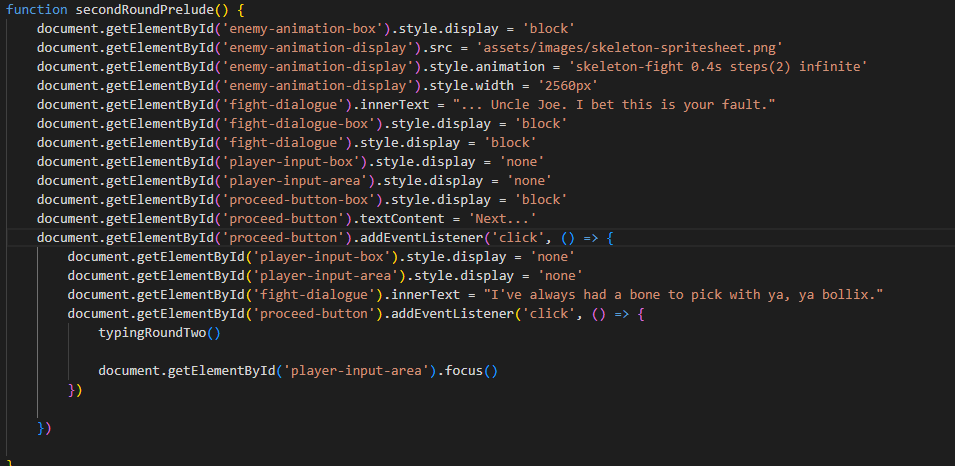 function secondRoundPrelude() {
    document.getElementById('enemy-animation-box').style.display = 'block'
    document.getElementById('enemy-animation-display').src = 'assets/images/skeleton-spritesheet.png'
    document.getElementById('enemy-animation-display').style.animation = 'skeleton-fight 0.4s steps(2) infinite'
    document.getElementById('enemy-animation-display').style.width = '2560px'
    document.getElementById('fight-dialogue').innerText = "... Uncle Joe. I bet this is your fault."
    document.getElementById('fight-dialogue-box').style.display = 'block'
    document.getElementById('fight-dialogue').style.display = 'block'
    document.getElementById('player-input-box').style.display = 'none'
    document.getElementById('player-input-area').style.display = 'none'
    document.getElementById('proceed-button-box').style.display = 'block'
    document.getElementById('proceed-button').textContent = 'Next...'
    document.getElementById('proceed-button').addEventListener('click', () => {
        document.getElementById('player-input-box').style.display = 'none'
        document.getElementById('player-input-area').style.display = 'none'
        document.getElementById('fight-dialogue').innerText = "I've always had a bone to pick with ya, ya bollix."
        document.getElementById('proceed-button').addEventListener('click', () => {
            typingRoundTwo()

            document.getElementById('player-input-area').focus()
        })

    })

}